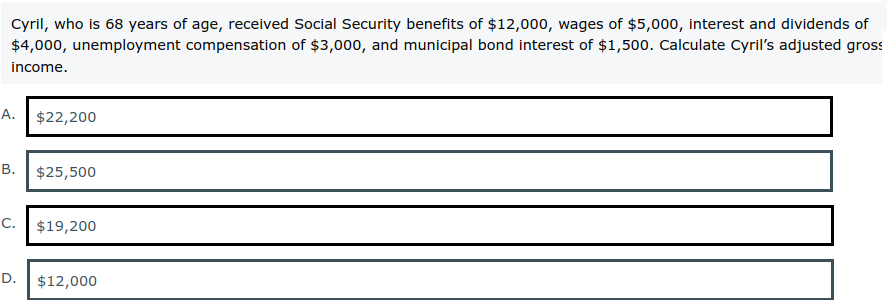 Cyril, who is 68 years of age, received Social Security benefits of $12,000, wages of $5,000, interest and dividends of
$4,000, unemployment compensation of $3,000, and municipal bond interest of $1,500. Calculate Cyril's adjusted gross
income.
A. $22,200
B. $25,500
C. $19,200
D. $12,000